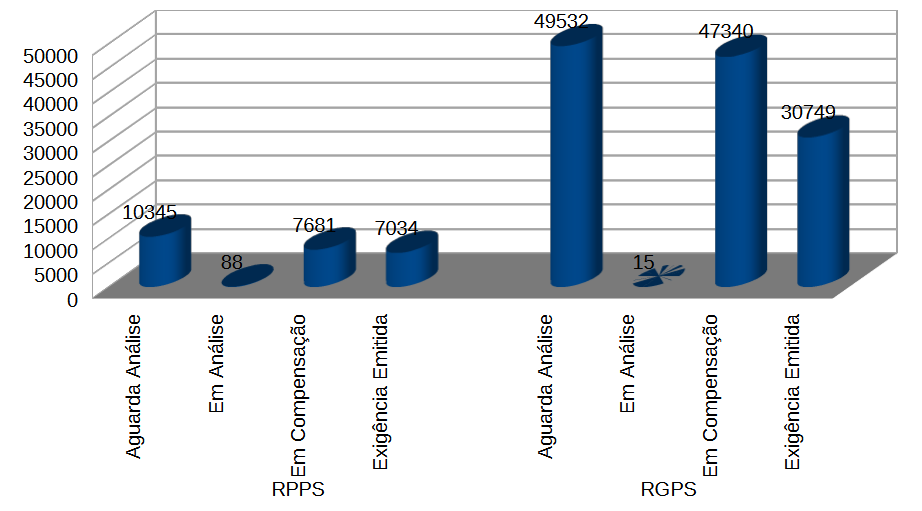 49532
47340
30749
10345
7681
7034
88
15
50000
45000
40000
35000
30000
25000
20000
15000
10000
5000
0
Aguarda Análise
Em Análise
Em Compensação
Exigência Emitida
Aguarda Análise
Em Análise
Em Compensação
Exigência Emitida
RPPS
RGPS